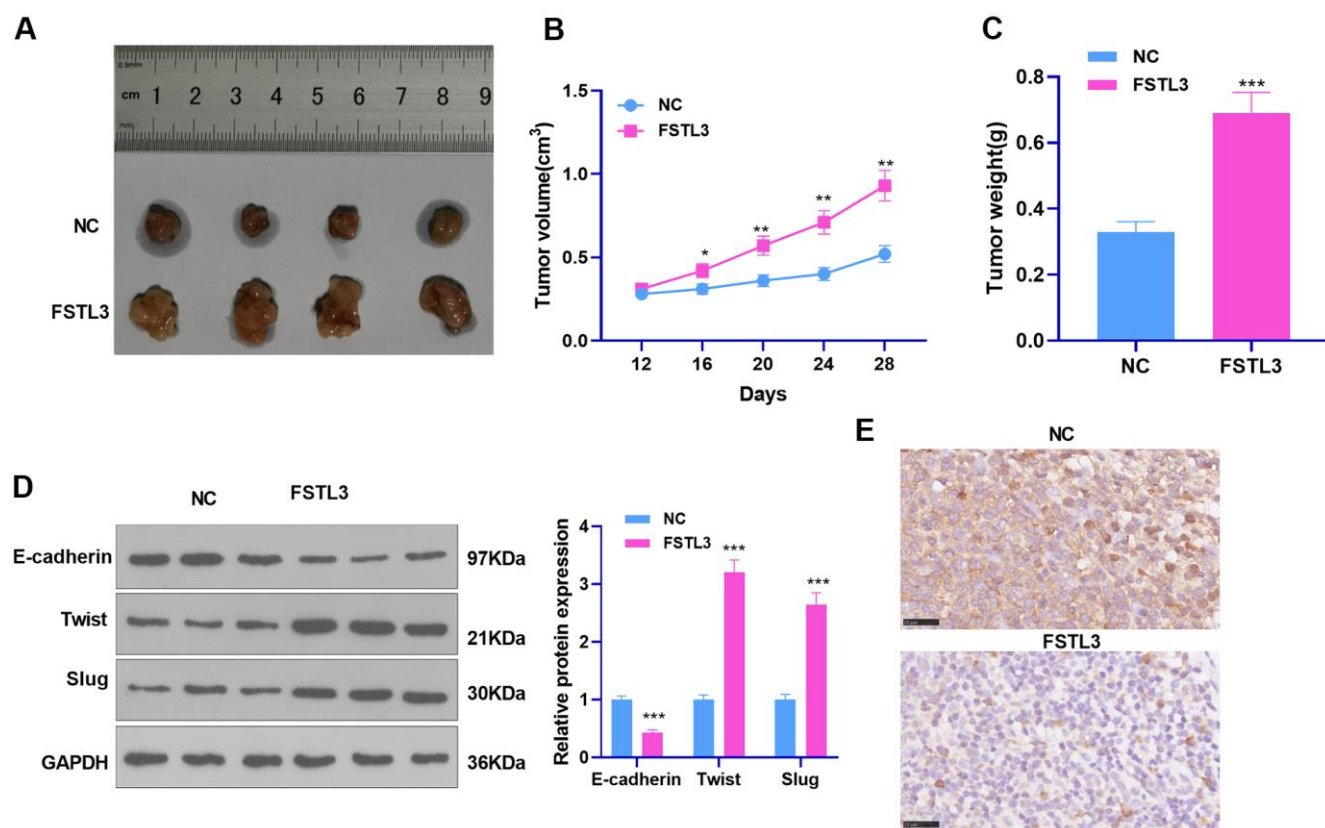 A
0.5mm
cm 1 2 3 4 5 6 7 8 9
mm
NC
FSTL3
B
NC
FSTL3
Tumor volume(cm³)
1.5
1.0
0.5
0.0
* ** ** **
12 16 20 24 28
Days
C
NC
FSTL3
Tumor weight(g)
0.8
0.6
0.4
0.2
0.0
***
NC FSTL3
D
NC FSTL3
E-cadherin 97KDa
Twist 21KDa
Slug 30KDa
GAPDH 36KDa
NC
FSTL3
Relative protein expression
4
3
2
1
0
*** *** ***
E-cadherin Twist Slug
E
NC
FSTL3